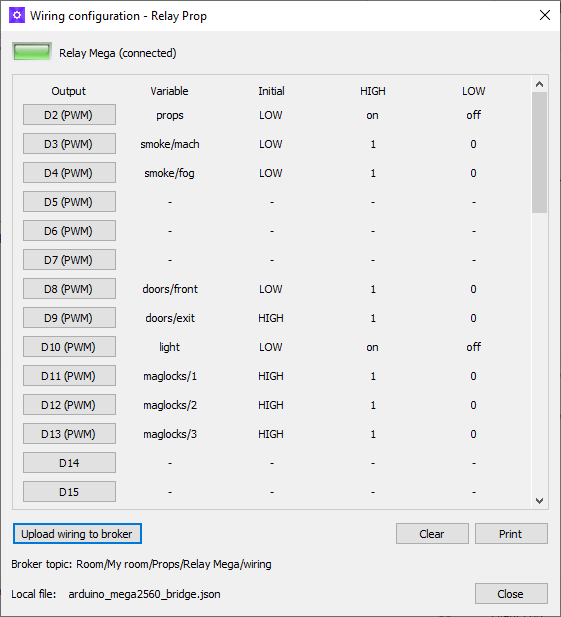 Wiring configuration - Relay Prop
Relay Mega (connected)
Output Variable Initial HIGH LOW
D2 (PWM) props LOW on off
D3 (PWM) smoke/mach LOW 1 0
D4 (PWM) smoke/fog LOW 1 0
D5 (PWM) - - - -
D6 (PWM) - - - -
D7 (PWM) - - - -
D8 (PWM) doors/front LOW 1 0
D9 (PWM) doors/exit HIGH 1 0
D10 (PWM) light LOW on off
D11 (PWM) maglocks/1 HIGH 1 0
D12 (PWM) maglocks/2 HIGH 1 0
D13 (PWM) maglocks/3 HIGH 1 0
D14 - - - -
D15 - - - -
Upload wiring to broker Clear Print
Broker topic: Room/My room/Props/Relay Mega/wiring
Local file: arduino_mega2560_bridge.json Close